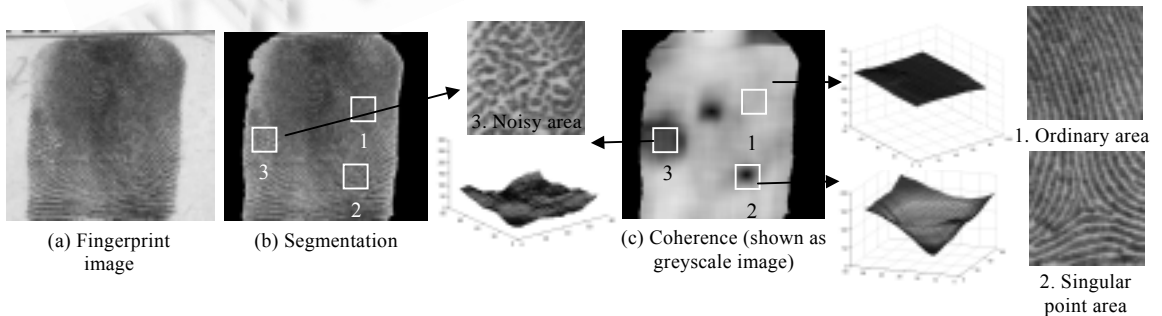 1
2
3
3. Noisy area
1
2
3
1. Ordinary area
(a) Fingerprint
image
(b) Segmentation
(c) Coherence (shown as
greyscale image)
2. Singular
point area